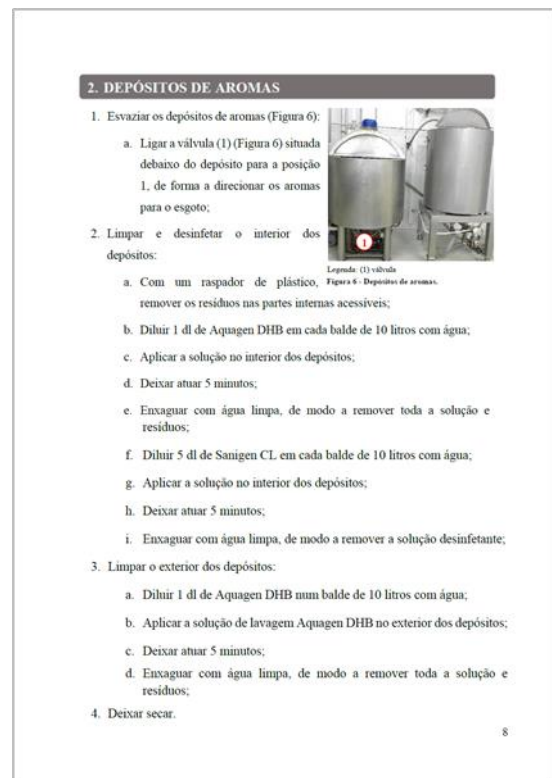 2. DEPÓSITOS DE AROMAS
1. Esvaziar os depósitos de aromas (Figura 6):
a. Ligar a válvula (1) (Figura 6) situada
debaixo do depósito para a posição
1, de forma a direcionar os aromas
para o esgoto;
2. Limpar e desinfetar o interior dos
depósitos:
1
Legenda: (1) válvula
Figura 6 - Depósitos de aromas.
a. Com um raspador de plástico,
remover os resíduos nas partes internas acessíveis;
b. Diluir 1 dl de Aquagen DHB em cada balde de 10 litros com água;
c. Aplicar a solução no interior dos depósitos;
d. Deixar atuar 5 minutos;
e. Enxaguar com água limpa, de modo a remover toda a solução e
resíduos;
f. Diluir 5 dl de Sanigen CL em cada balde de 10 litros com água;
g. Aplicar a solução no interior dos depósitos;
h. Deixar atuar 5 minutos;
i. Enxaguar com água limpa, de modo a remover a solução desinfetante;
3. Limpar o exterior dos depósitos:
a. Diluir 1 dl de Aquagen DHB num balde de 10 litros com água;
b. Aplicar a solução de lavagem Aquagen DHB no exterior dos depósitos;
c. Deixar atuar 5 minutos;
d. Enxaguar com água limpa, de modo a remover toda a solução e
resíduos;
4. Deixar secar.
8